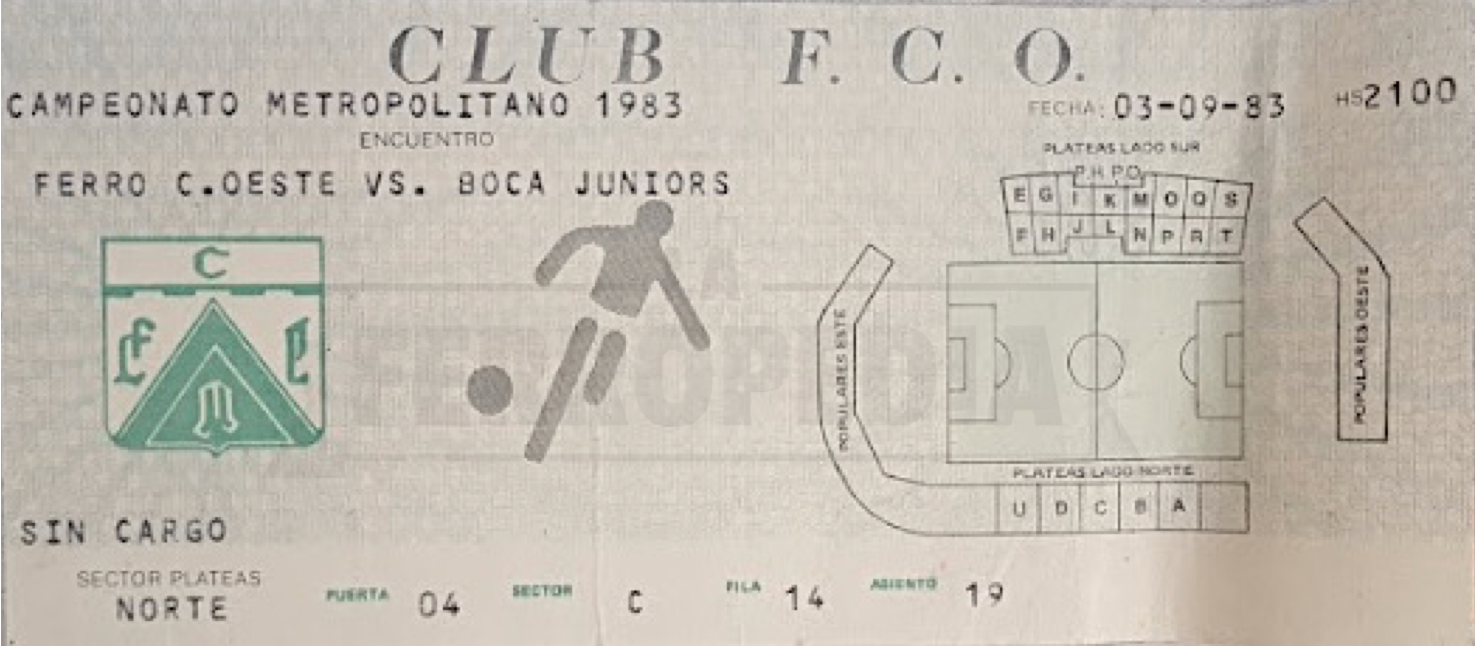 CLUB F. C. O.
CAMPEONATO METROPOLITANO 1983
FECHA: 03-09-83
HS 2100
ENCUENTRO
FERRO C.OESTE VS. BOCA JUNIORS
PLATEAS LADO SUR
P.H. P.O.
E G I K M O Q S
F H J L N P R T
C
F
M
LA
FERROPEDIA
POPULARES ESTE
POPULARES OESTE
PLATEAS LADO NORTE
U D C B A
SIN CARGO
SECTOR PLATEAS
NORTE
PUERTA 04 SECTOR C FILA 14 ASIENTO 19